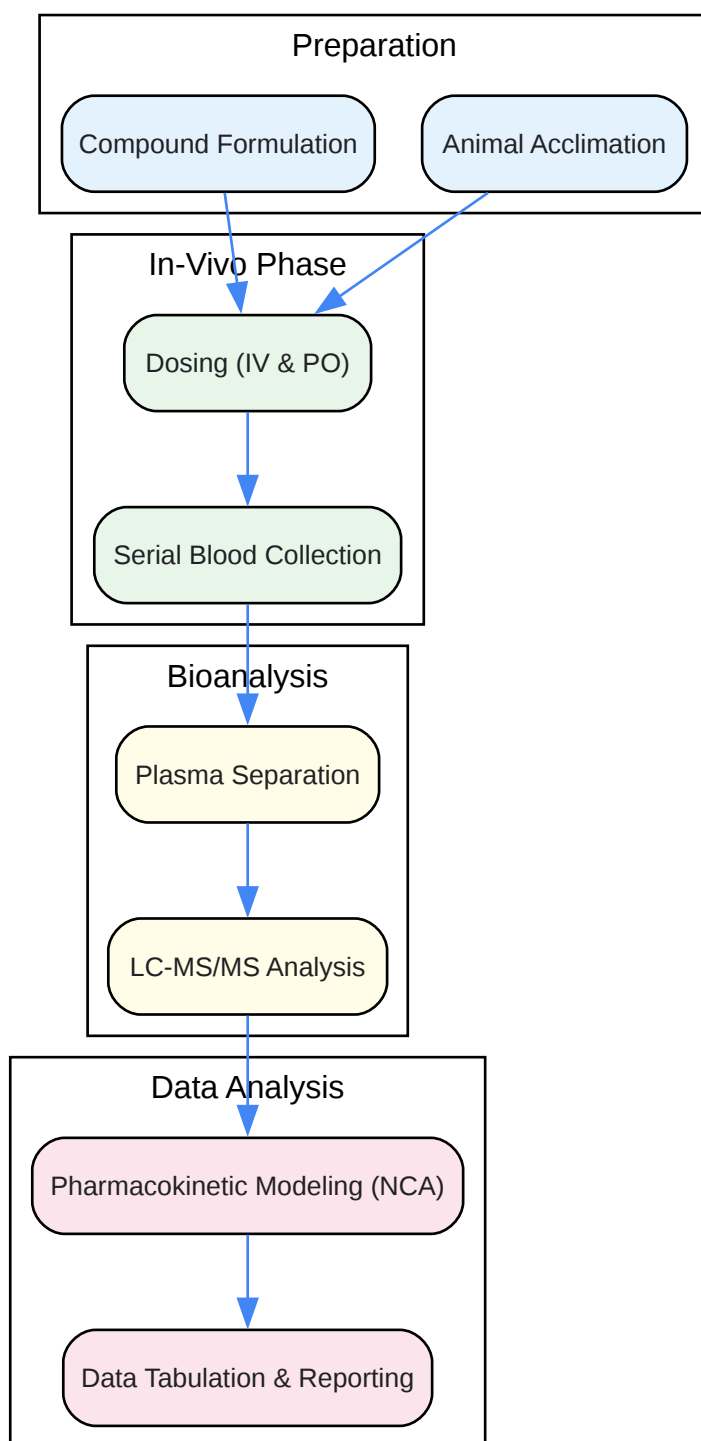 Preparation
Compound Formulation
Animal Acclimation
In-Vivo Phase
Dosing (IV & PO)
Serial Blood Collection
Bioanalysis
Plasma Separation
LC-MS/MS Analysis
Data Analysis
Pharmacokinetic Modeling (NCA)
Data Tabulation & Reporting